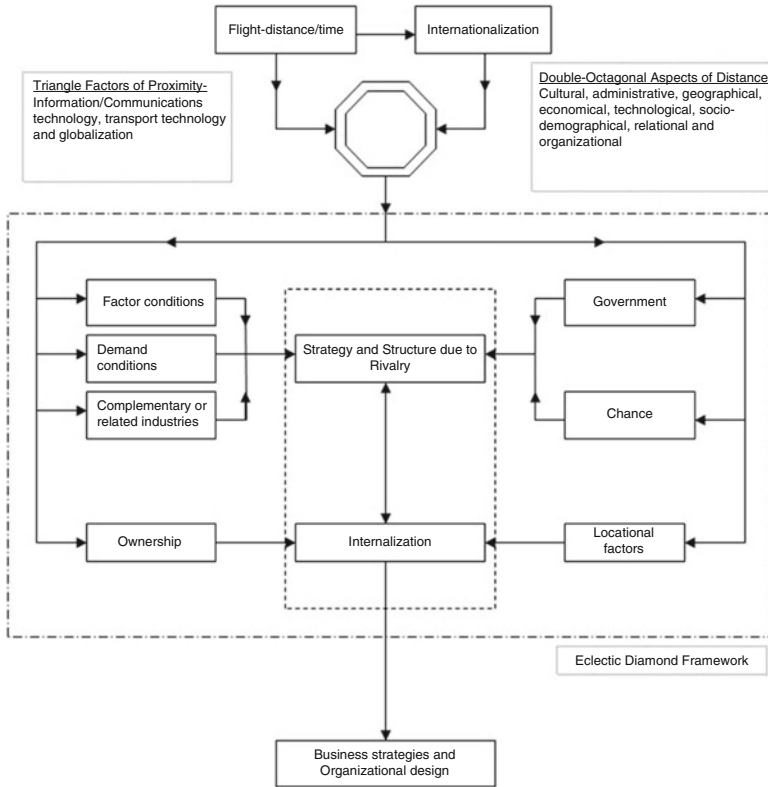 Flight-distance/time
Internationalization
Triangle Factors of Proximity-
Information/Communications
technology, transport technology
and globalization
Double-Octagonal Aspects of Distance
Cultural, administrative, geographical,
economical, technological, socio-
demographical, relational and
organizational
Factor conditions
Demand
conditions
Complementary or
related industries
Strategy and Structure due to
Rivalry
Government
Chance
Ownership
Internalization
Locational
factors
Eclectic Diamond Framework
Business strategies and
Organizational design